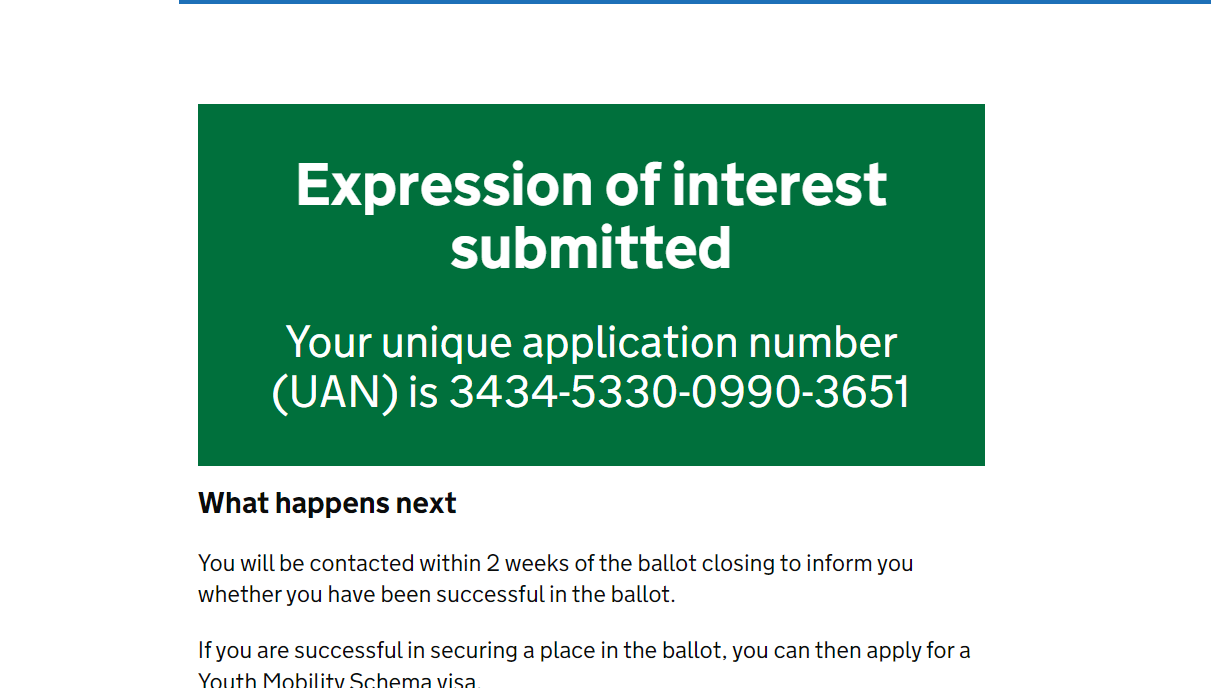 Expression of interest
submitted
Your unique application number
(UAN) is 3434-5330-0990-3651
What happens next
You will be contacted within 2 weeks of the ballot closing to inform you
whether you have been successful in the ballot.
If you are successful in securing a place in the ballot, you can then apply for a
Youth Mobility Schema visa.